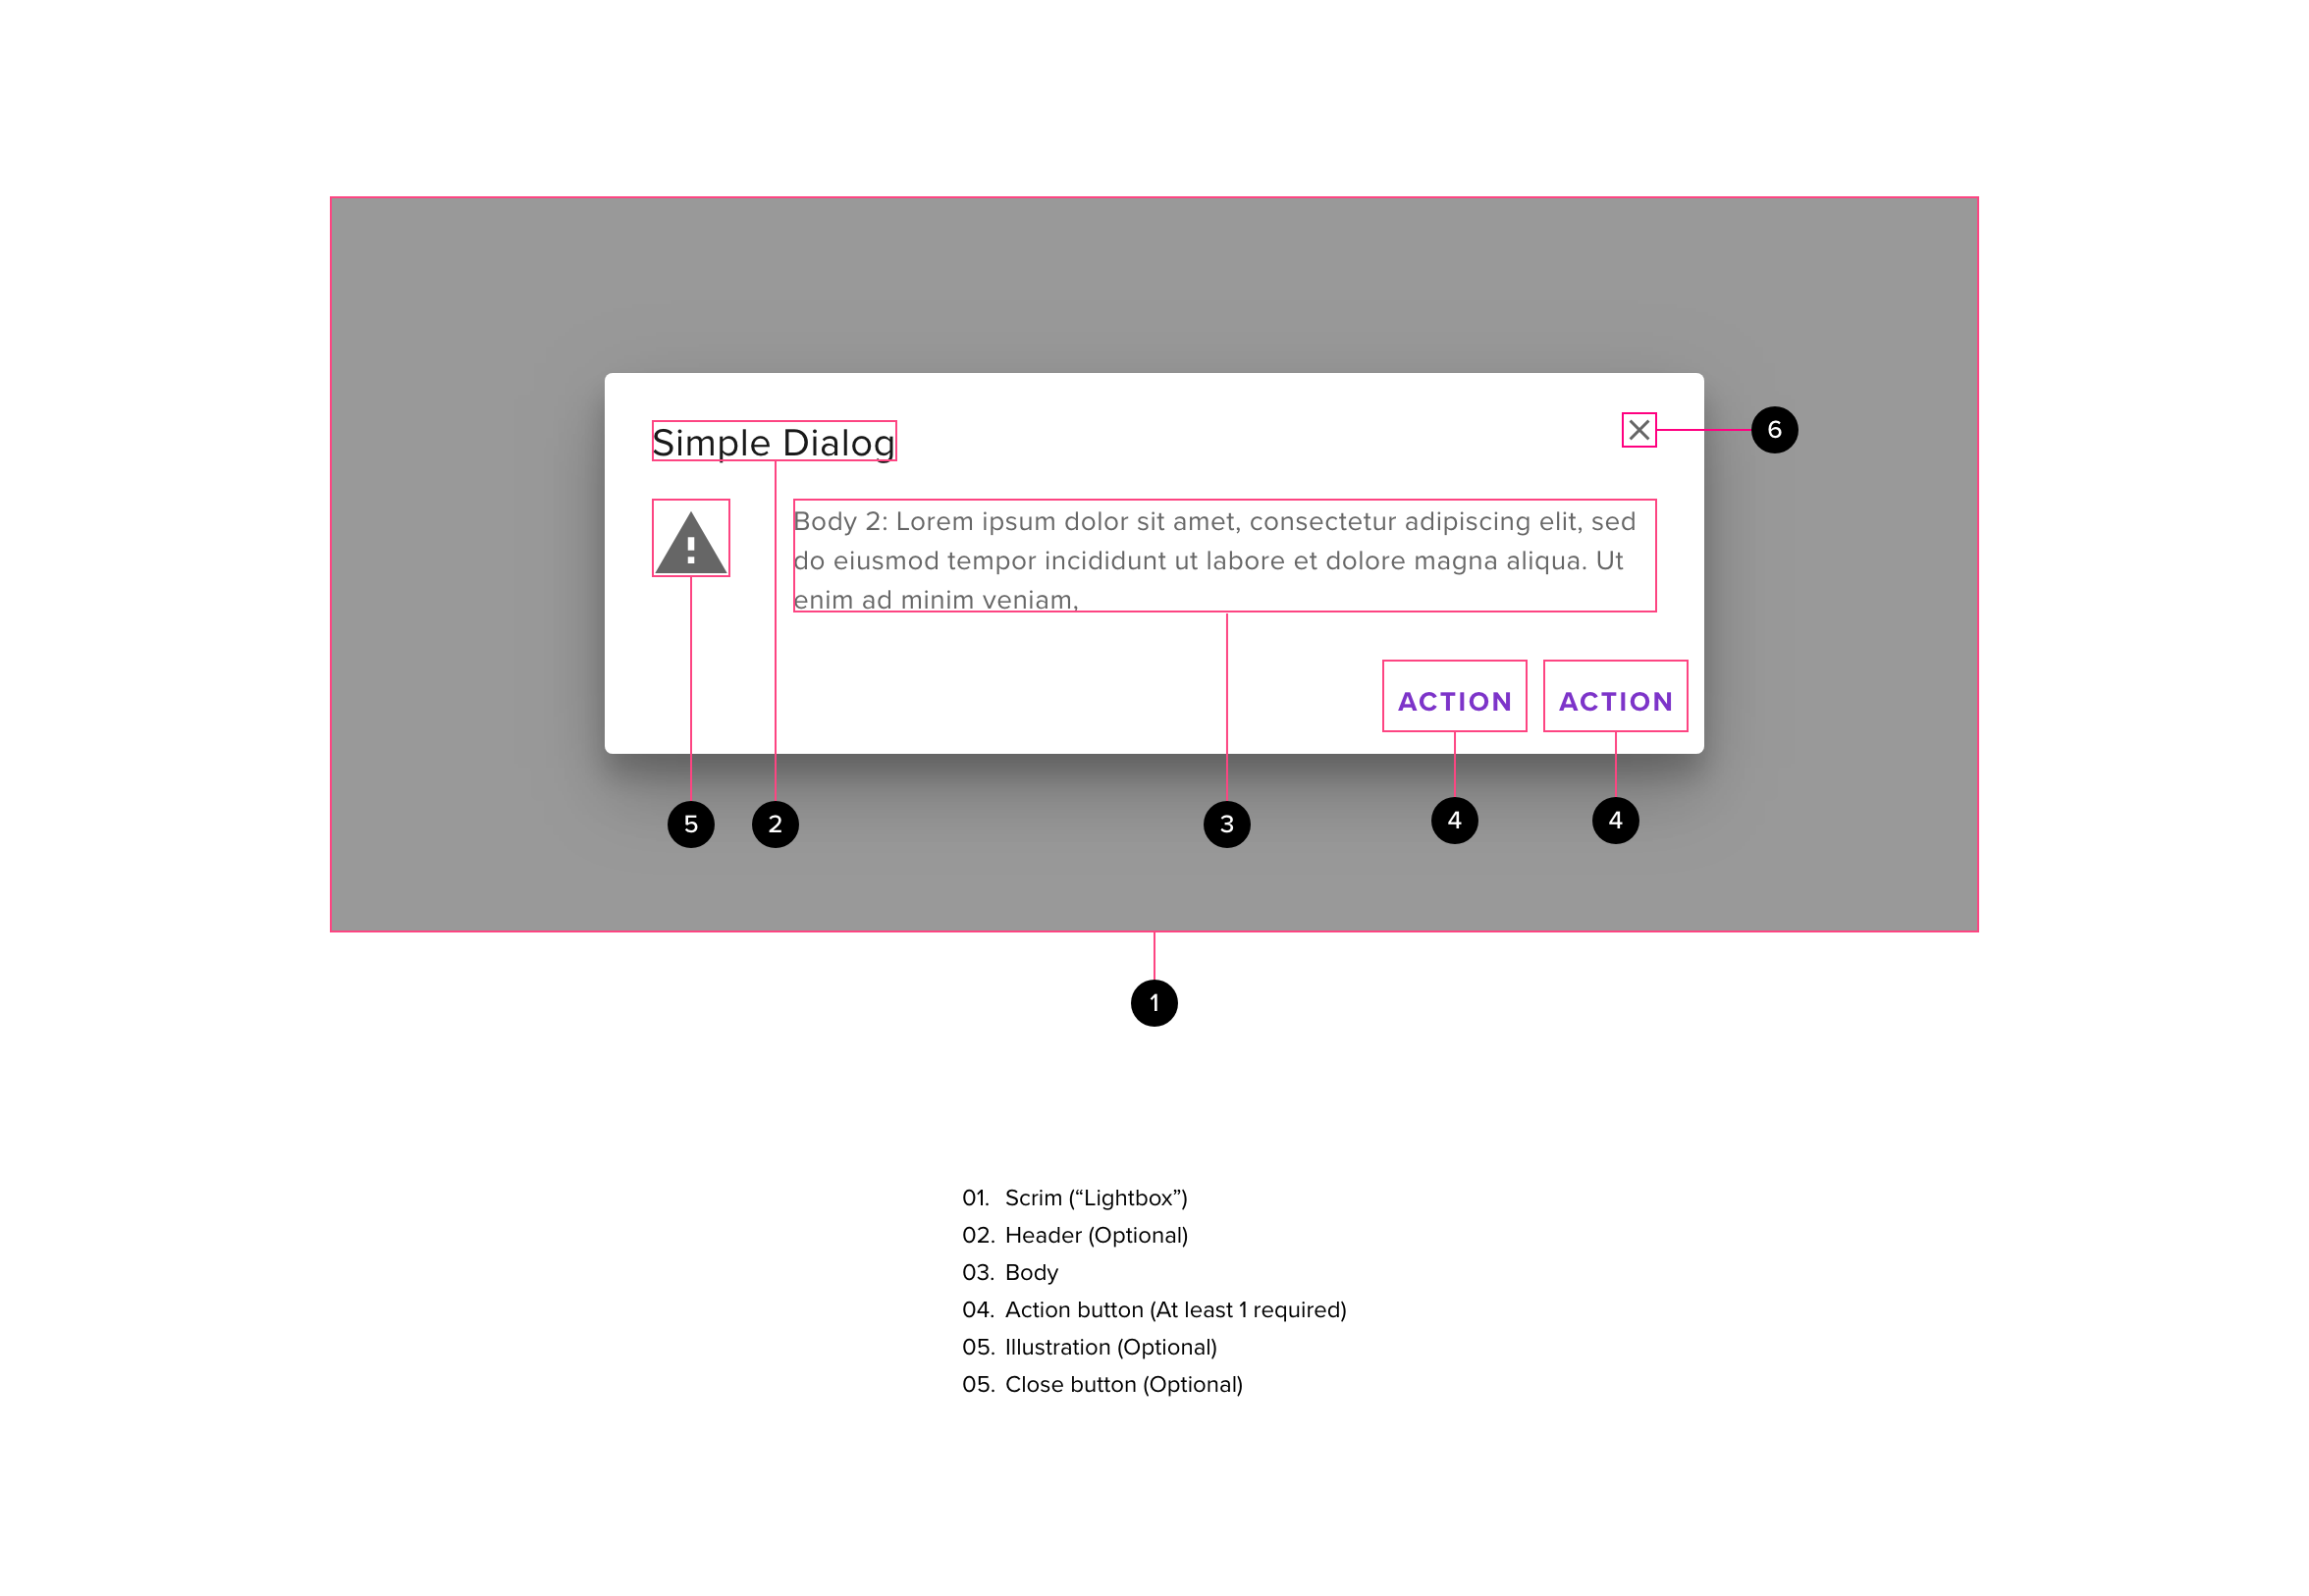 Simple Dialog
6
Body 2: Lorem ipsum dolor sit amet, consectetur adipiscing elit, sed
do eiusmod tempor incididunt ut labore et dolore magna aliqua. Ut
enim ad minim veniam,
ACTION ACTION
5 2 3 4 4
1
01. Scrim (“Lightbox”)
02. Header (Optional)
03. Body
04. Action button (At least 1 required)
05. Illustration (Optional)
05. Close button (Optional)